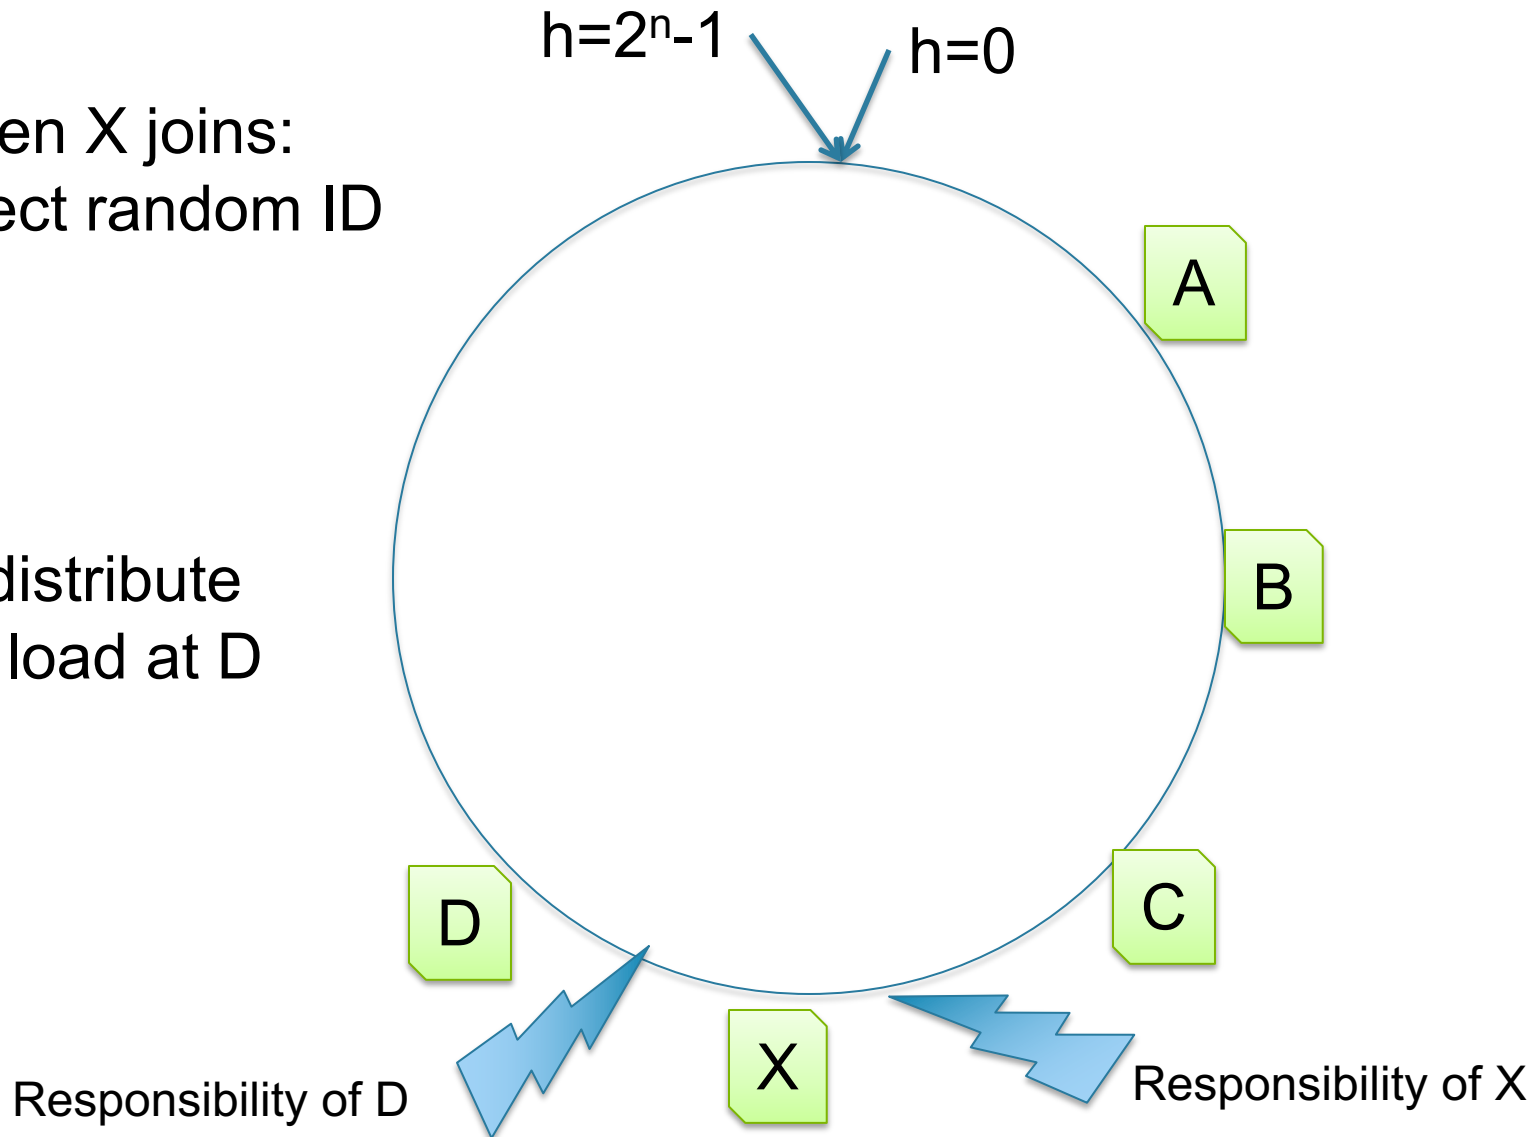 h=2ⁿ-1
h=0
en X joins:
ect random ID
A
B
distribute
load at D
C
D
X
Responsibility of D
Responsibility of X